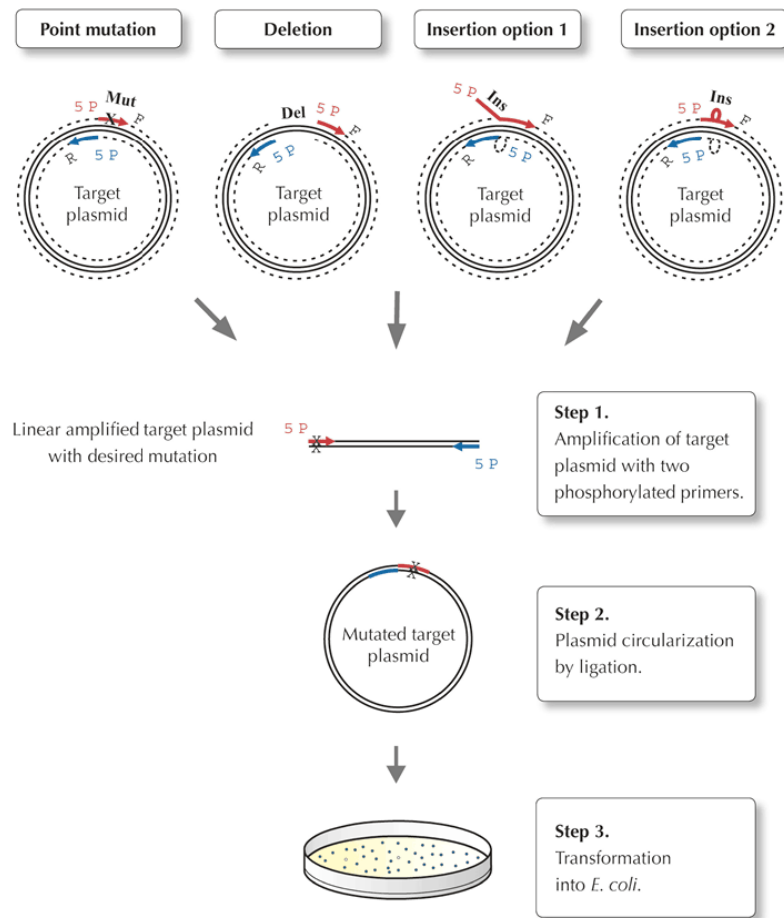 Point mutation
Deletion
Insertion option 1
Insertion option 2
Mut
5 P
X
F
R
5 P
Target
plasmid
Del
5 P
F
R
5 P
Target
plasmid
5 P
Ins
F
R
5 P
Target
plasmid
Ins
5 P
F
R
5 P
Target
plasmid
Linear amplified target plasmid
with desired mutation
5 P
X
X
5 P
Step 1.
Amplification of target
plasmid with two
phosphorylated primers.
X
X
Mutated target
plasmid
Step 2.
Plasmid circularization
by ligation.
Step 3.
Transformation
into E. coli.